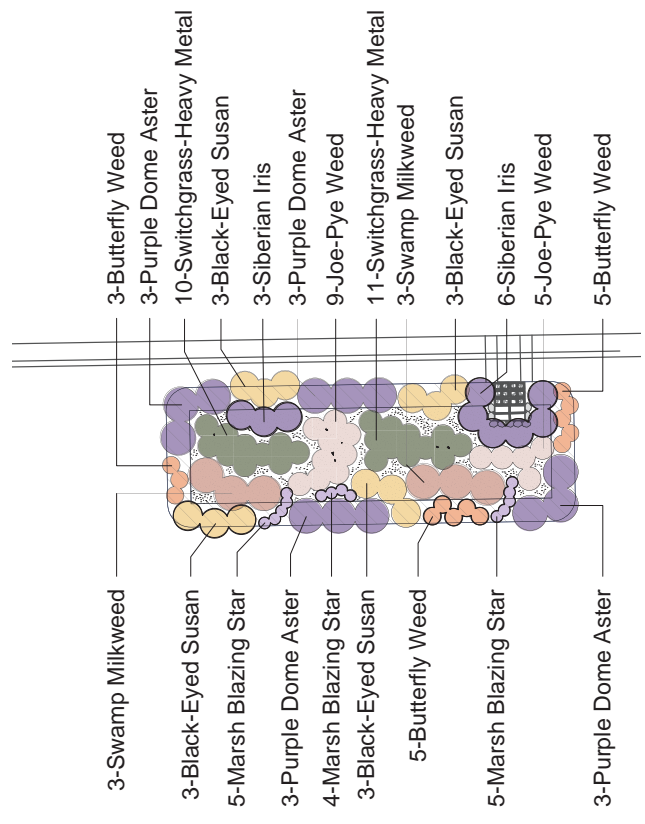 3-Butterfly Weed
3-Purple Dome Aster
10-Switchgrass-Heavy Metal
3-Black-Eyed Susan
3-Siberian Iris
3-Purple Dome Aster
9-Joe-Pye Weed
11-Switchgrass-Heavy Metal
3-Swamp Milkweed
3-Black-Eyed Susan
6-Siberian Iris
5-Joe-Pye Weed
5-Butterfly Weed
3-Swamp Milkweed
3-Black-Eyed Susan
5-Marsh Blazing Star
3-Purple Dome Aster
4-Marsh Blazing Star
3-Black-Eyed Susan
5-Butterfly Weed
5-Marsh Blazing Star
3-Purple Dome Aster